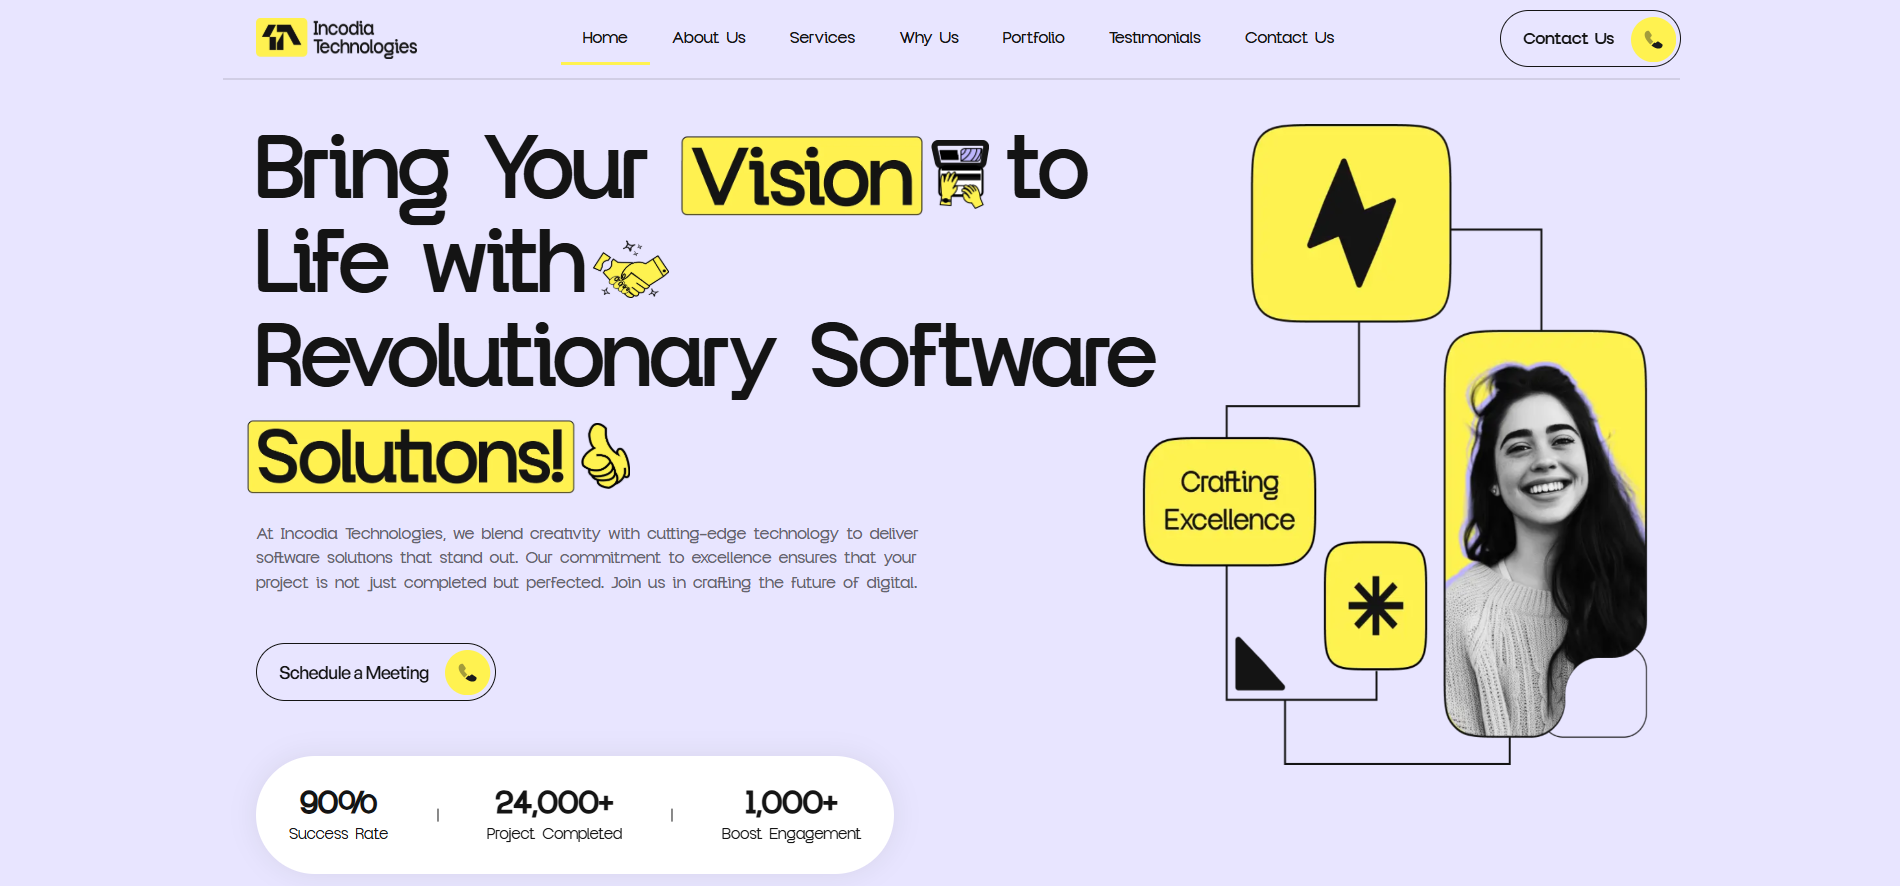 Incodia
Technologies
Home
About Us
Services
Why Us
Portfolio
Testimonials
Contact Us
Contact Us
Bring Your Vision to
Life with
Revolutionary Software
Solutions!
At Incodia Technologies, we blend creativity with cutting-edge technology to deliver
software solutions that stand out. Our commitment to excellence ensures that your
project is not just completed but perfected. Join us in crafting the future of digital.
Schedule a Meeting
90%
Success Rate
24,000+
Project Completed
1,000+
Boost Engagement
Crafting
Excellence